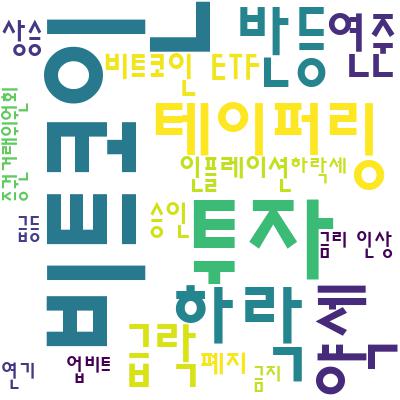 상승
비트코인
비트코인 ETF
반등
연준
테이퍼링
증권거래위원회
인플레이션
하락세
급등
승인
투자
금리 인상
하락
급락
폐지
연기
업비트
금지